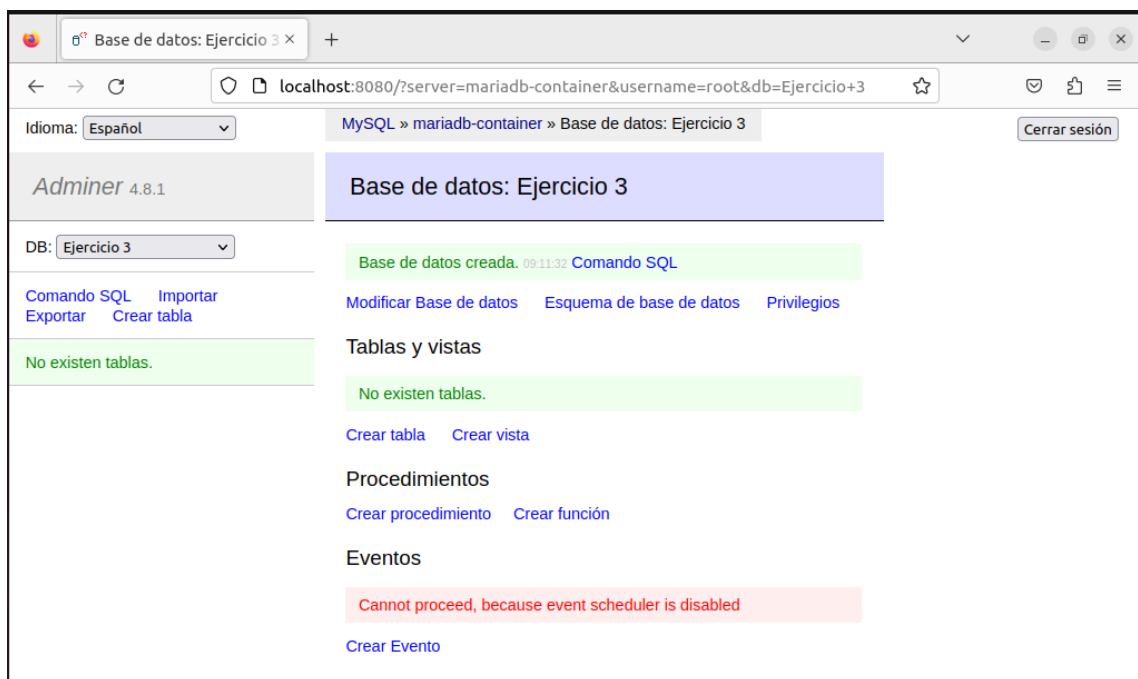 Base de datos: Ejercicio 3
localhost:8080/?server=mariadb-container&username=root&db=Ejercicio+3
Idioma: Español
MySQL » mariadb-container » Base de datos: Ejercicio 3
Cerrar sesión
Adminer 4.8.1
Base de datos: Ejercicio 3
DB: Ejercicio 3
Base de datos creada. 09:11:32 Comando SQL
Comando SQL Importar
Exportar Crear tabla
No existen tablas.
Modificar Base de datos Esquema de base de datos Privilegios
Tablas y vistas
No existen tablas.
Crear tabla Crear vista
Procedimientos
Crear procedimiento Crear función
Eventos
Cannot proceed, because event scheduler is disabled
Crear Evento